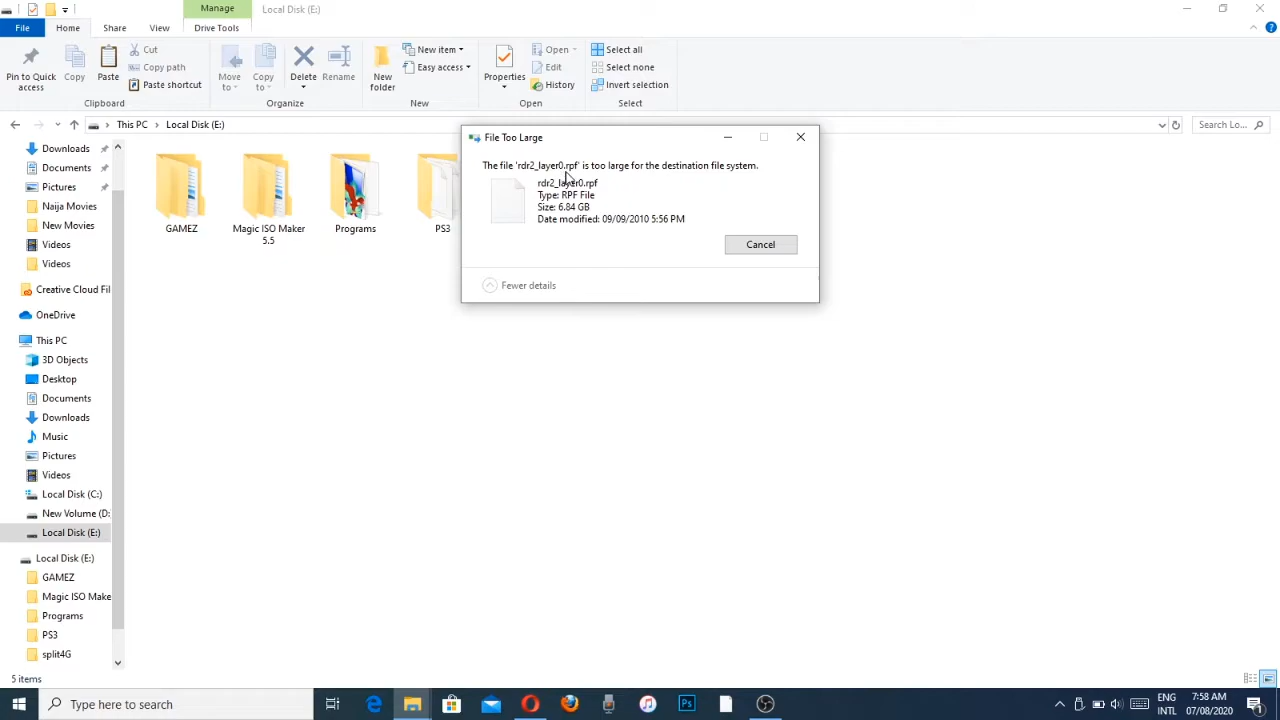 Manage
Local Disk (E:)
File
Home
Share
View
Drive Tools
Pin to Quick access
Copy
Paste
Cut
Copy path
Paste shortcut
Move to
Copy to
Delete
Rename
New folder
New item
Easy access
Properties
Open
Edit
History
Select all
Select none
Invert selection
Clipboard
Organize
New
Open
Select
This PC
Local Disk (E:)
Search Lo...
Downloads
Documents
Pictures
Naija Movies
New Movies
Videos
Videos
Creative Cloud Fil
OneDrive
This PC
3D Objects
Desktop
Documents
Downloads
Music
Pictures
Videos
Local Disk (C:)
New Volume (D:
Local Disk (E:)
Local Disk (E:)
GAMEZ
Magic ISO Make
Programs
PS3
split4G
GAMEZ
Magic ISO Maker
5.5
Programs
PS3
File Too Large
The file 'rdr2_layer0.rpf' is too large for the destination file system.
rdr2_layer0.rpf
Type: RPF File
Size: 6.84 GB
Date modified: 09/09/2010 5:56 PM
Cancel
Fewer details
5 items
Type here to search
Ps
ENG
INTL
7:58 AM
07/08/2020
1